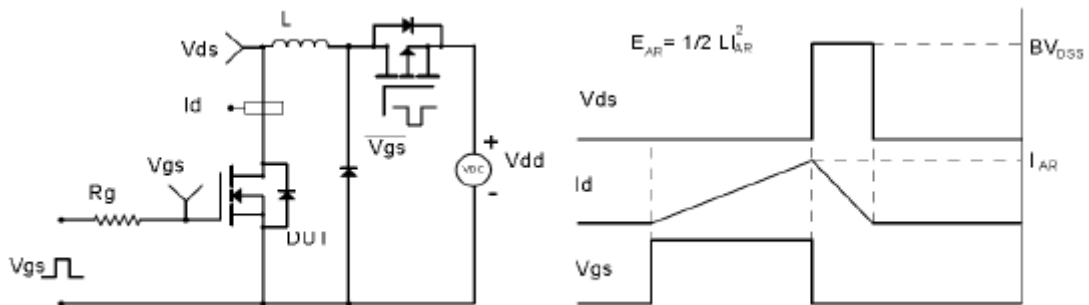 L
Vds
Id
Vgs
Vgs
+
VDC
Vdd
-
Rg
DUT
Vgs
E_AR = 1/2 LI_AR^2
BV_DSS
Vds
I_AR
Id
Vgs